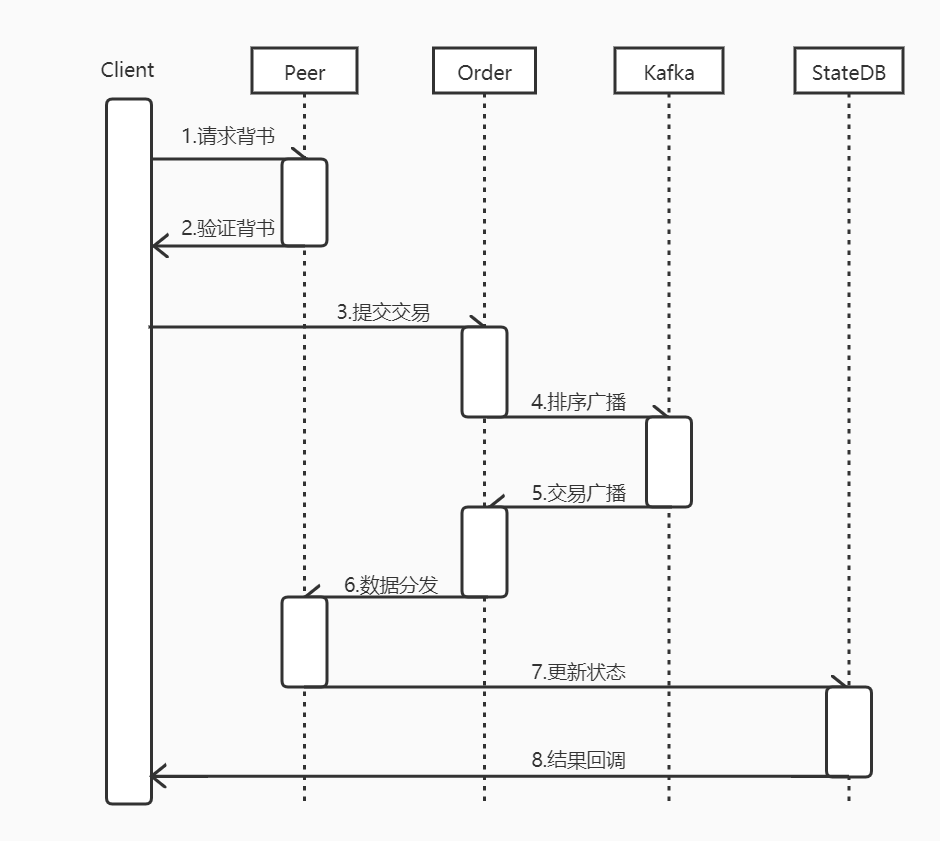 Client
Peer
Order
Kafka
StateDB
1.请求背书
2.验证背书
3.提交交易
4.排序广播
5.交易广播
6.数据分发
7.更新状态
8.结果回调